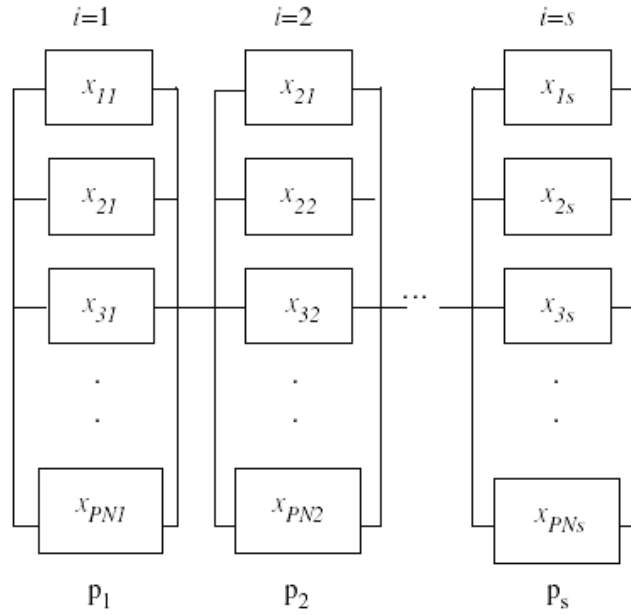 i=1 i=2 i=s
x11 x21 x1s
x21 x22 x2s
x31 x32 ... x3s
. . .
. . .
xPN1 xPN2 xPNs
p1 p2 ps